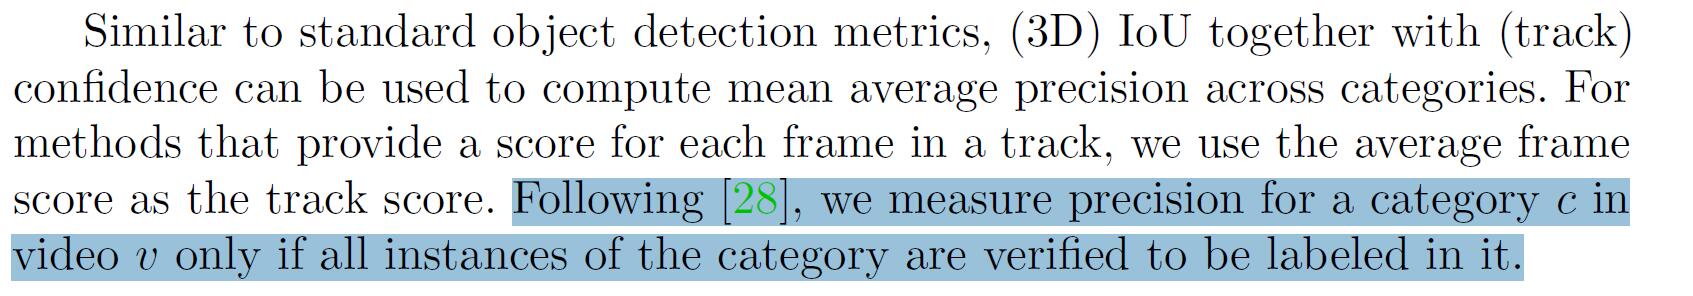 Similar to standard object detection metrics, (3D) IoU together with (track)
confidence can be used to compute mean average precision across categories. For
methods that provide a score for each frame in a track, we use the average frame
score as the track score. Following [28], we measure precision for a category c in
video v only if all instances of the category are verified to be labeled in it.